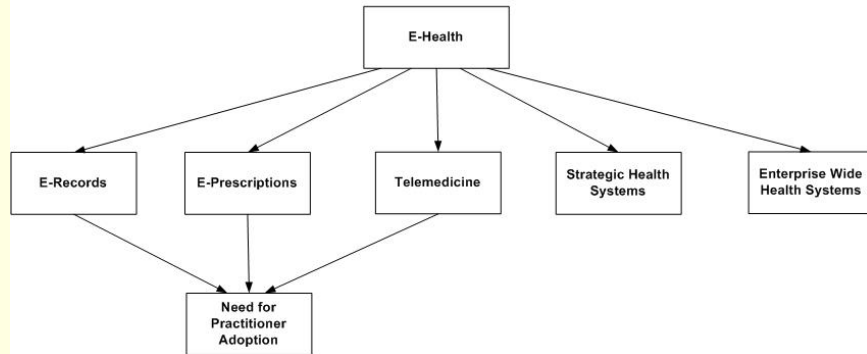 E-Health
E-Records
E-Prescriptions
Telemedicine
Strategic Health
Systems
Enterprise Wide
Health Systems
Need for
Practitioner
Adoption